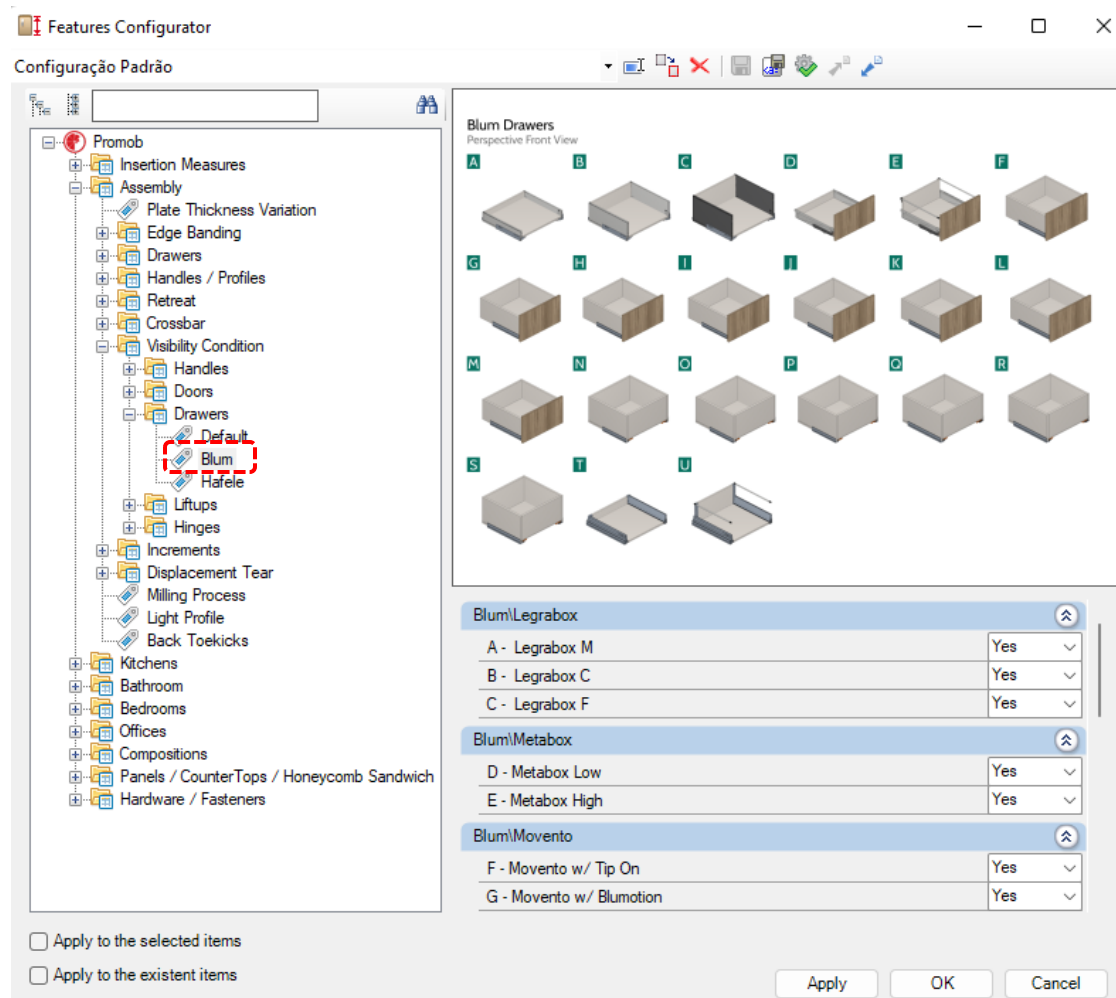 Features Configurator
Configuração Padrão
Promob
Insertion Measures
Assembly
Plate Thickness Variation
Edge Banding
Drawers
Handles / Profiles
Retreat
Crossbar
Visibility Condition
Handles
Doors
Drawers
Default
Blum
Hafele
Liftups
Hinges
Increments
Displacement Tear
Milling Process
Light Profile
Back Toekicks
Kitchens
Bathroom
Bedrooms
Offices
Compositions
Panels / CounterTops / Honeycomb Sandwich
Hardware / Fasteners
Blum Drawers
Perspective Front View
A B C D E F
G H I J K L
M N O P Q R
S T U
Blum\Legrabox
A - Legrabox M Yes
B - Legrabox C Yes
C - Legrabox F Yes
Blum\Metabox
D - Metabox Low Yes
E - Metabox High Yes
Blum\Movento
F - Movento w/ Tip On Yes
G - Movento w/ Blumotion Yes
Apply to the selected items
Apply to the existent items
Apply OK Cancel